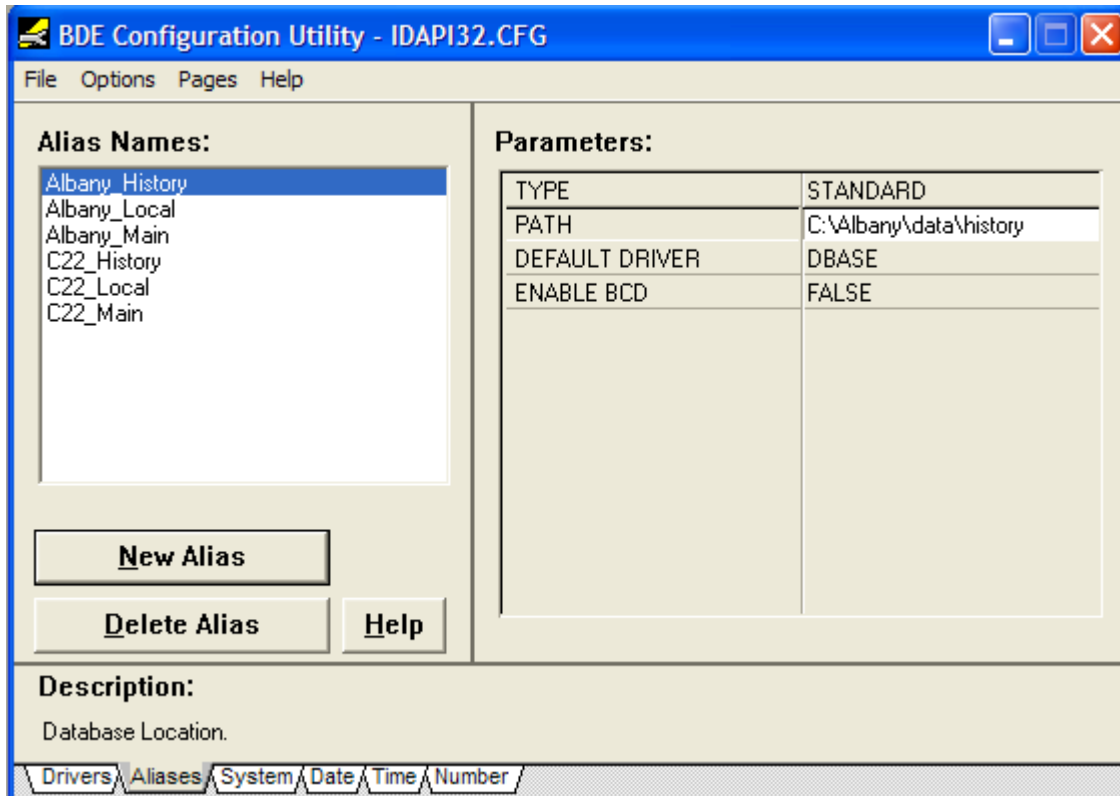 BDE Configuration Utility - IDAPI32.CFG
File Options Pages Help
Alias Names:
Albany_History
Albany_Local
Albany_Main
C22_History
C22_Local
C22_Main
New Alias
Delete Alias
Help
Parameters:
TYPE STANDARD
PATH C:\Albany\data\history
DEFAULT DRIVER DBASE
ENABLE BCD FALSE
Description:
Database Location.
Drivers Aliases System Date Time Number